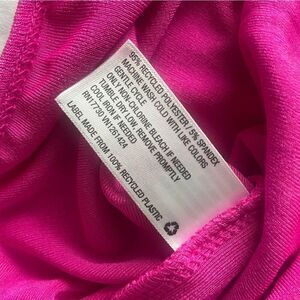 95% RECYCLED POLYESTER / 5% SPANDEX
MACHINE WASH COLD WITH LIKE COLORS
GENTLE CYCLE
ONLY NON-CHLORINE BLEACH IF NEEDED
TUMBLE DRY LOW, REMOVE PROMPTLY
COOL IRON IF NEEDED
RN17730 VN1261424
LABEL MADE FROM 100% RECYCLED PLASTIC